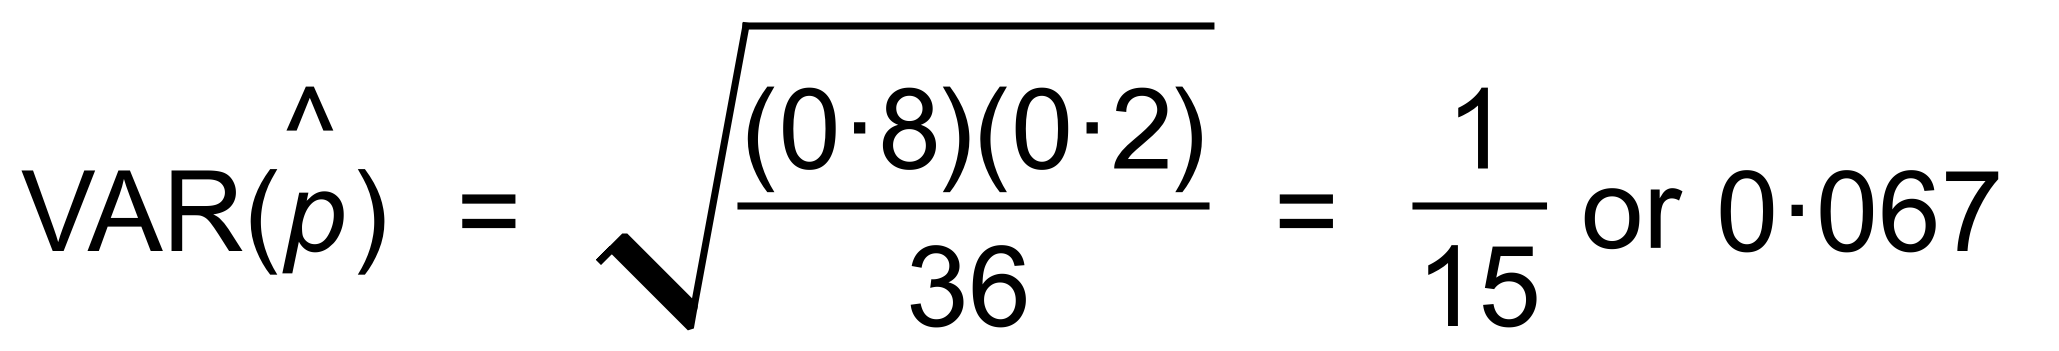 VAR(p̂) = √((0·8)(0·2)/36) = 1/15 or 0·067